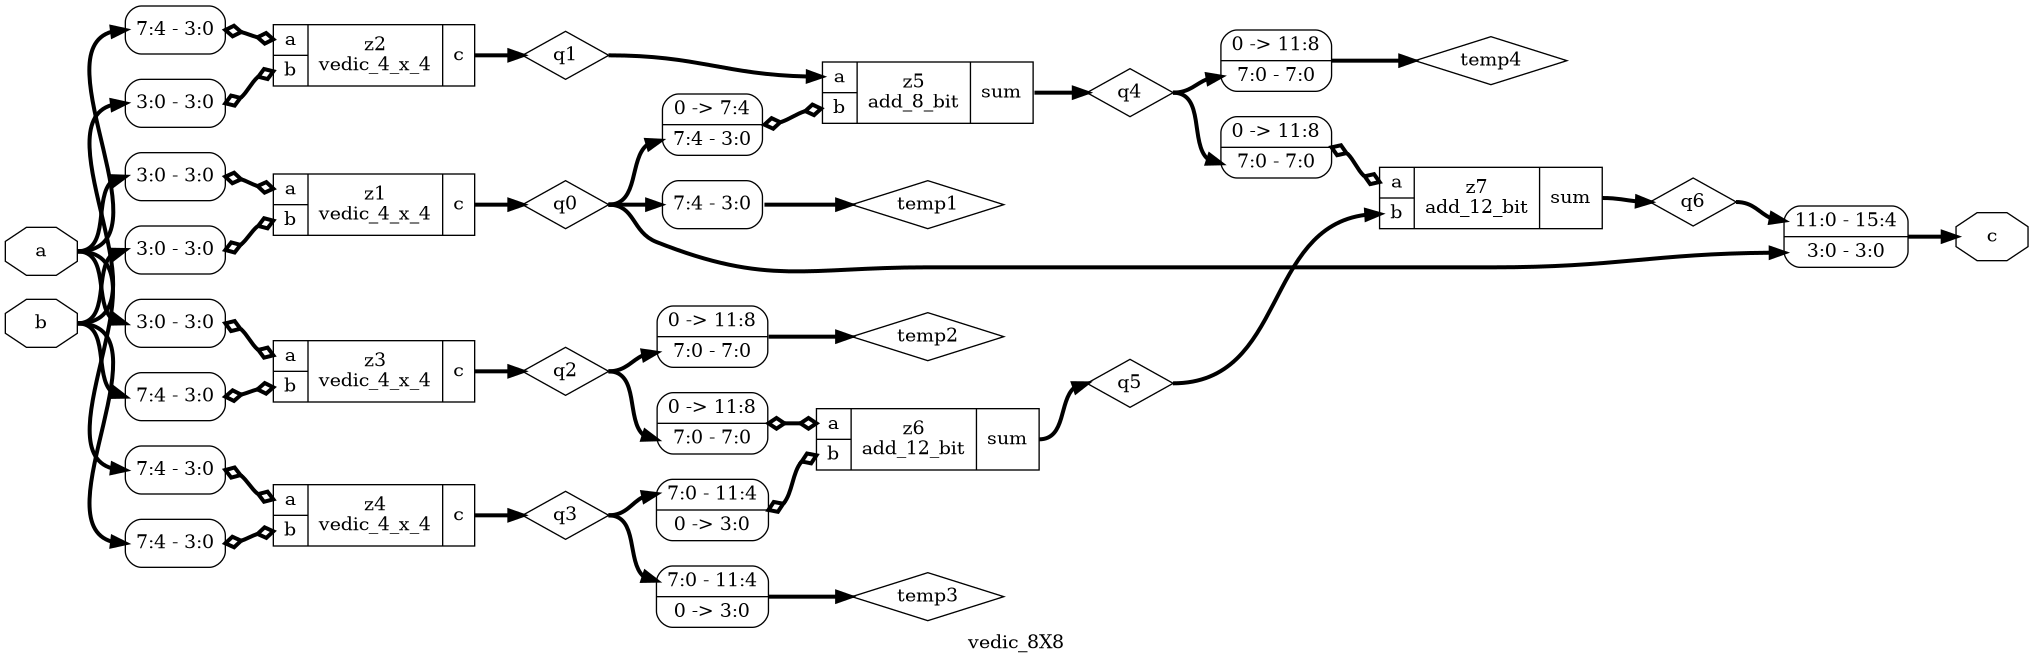 7:4 - 3:0
3:0 - 3:0
a
b
z2
vedic_4_x_4
c
q1
3:0 - 3:0
3:0 - 3:0
a
b
z1
vedic_4_x_4
c
q0
a
b
3:0 - 3:0
7:4 - 3:0
a
b
z3
vedic_4_x_4
c
q2
7:4 - 3:0
7:4 - 3:0
a
b
z4
vedic_4_x_4
c
q3
0 -> 7:4
7:4 - 3:0
7:4 - 3:0
temp1
a
b
z5
add_8_bit
sum
q4
0 -> 11:8
7:0 - 7:0
temp2
0 -> 11:8
7:0 - 7:0
7:0 - 11:4
0 -> 3:0
a
b
z6
add_12_bit
sum
q5
7:0 - 11:4
0 -> 3:0
temp3
0 -> 11:8
7:0 - 7:0
temp4
0 -> 11:8
7:0 - 7:0
a
b
z7
add_12_bit
sum
q6
11:0 - 15:4
3:0 - 3:0
c
vedic_8X8